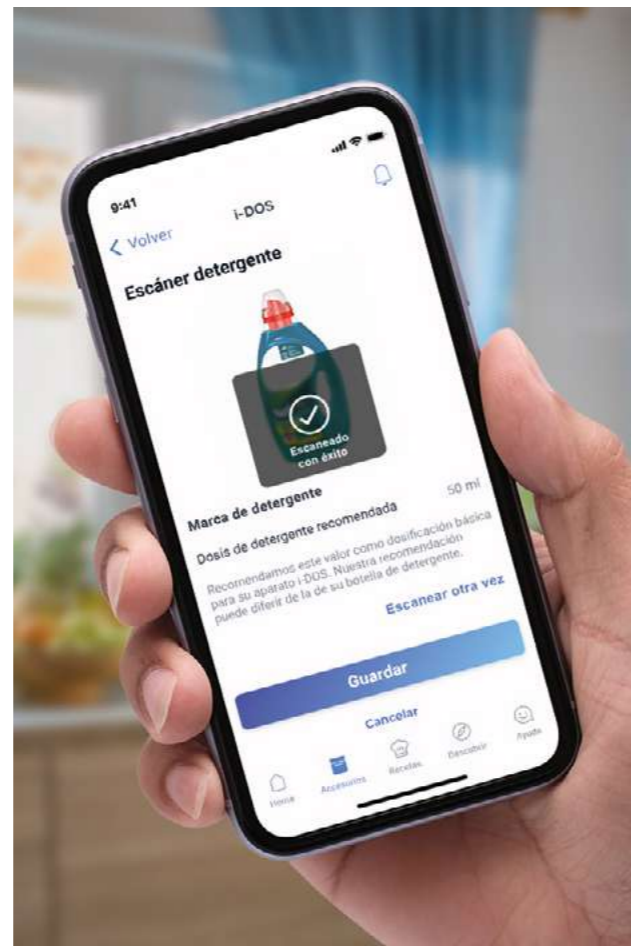 9:41
Volver
i-DOS
Escáner detergente
Escaneado
con éxito
Marca de detergente
Dosis de detergente recomendada
50 ml
Recomendamos este valor como dosificación básica
para su aparato i-DOS. Nuestra recomendación
puede diferir de la de su botella de detergente.
Escanear otra vez
Guardar
Cancelar
Home
Accesorios
Recetas
Descubrir
Ayuda